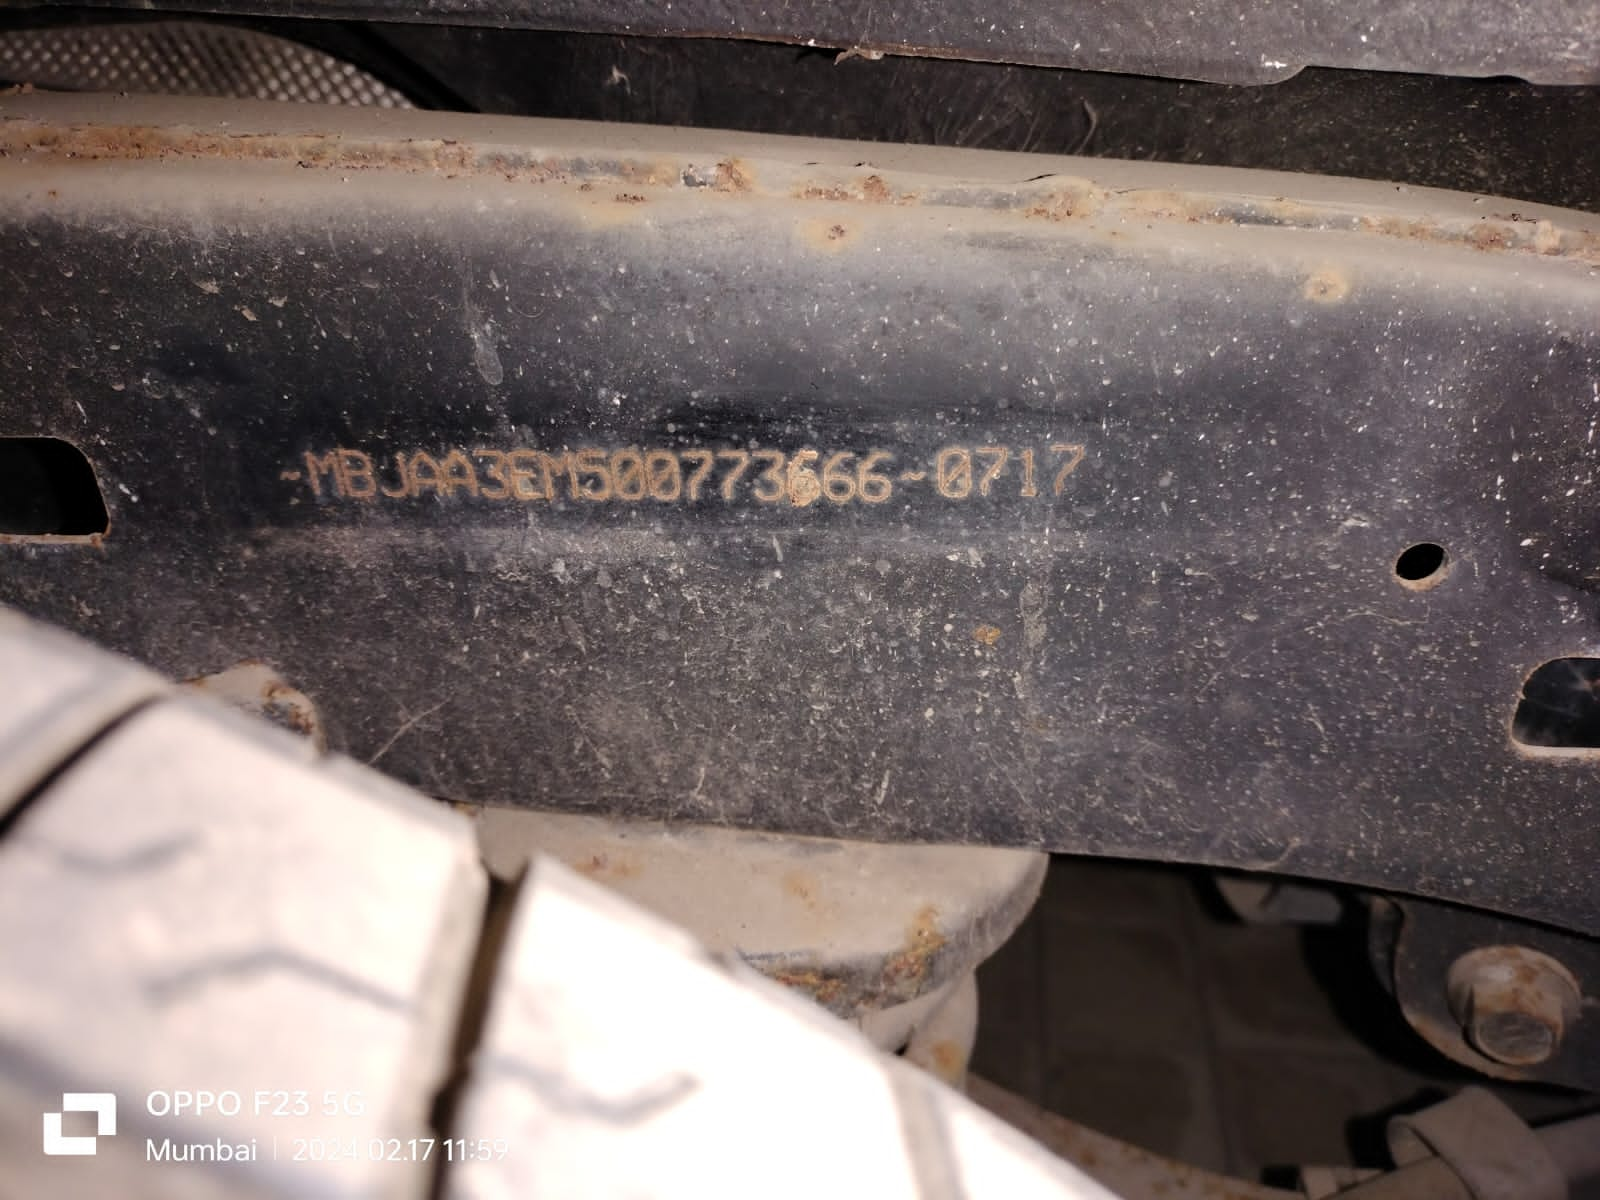 -MBJAA3EM500773666-0717
OPPO F23 5G
Mumbai | 2024.02.17 11:59